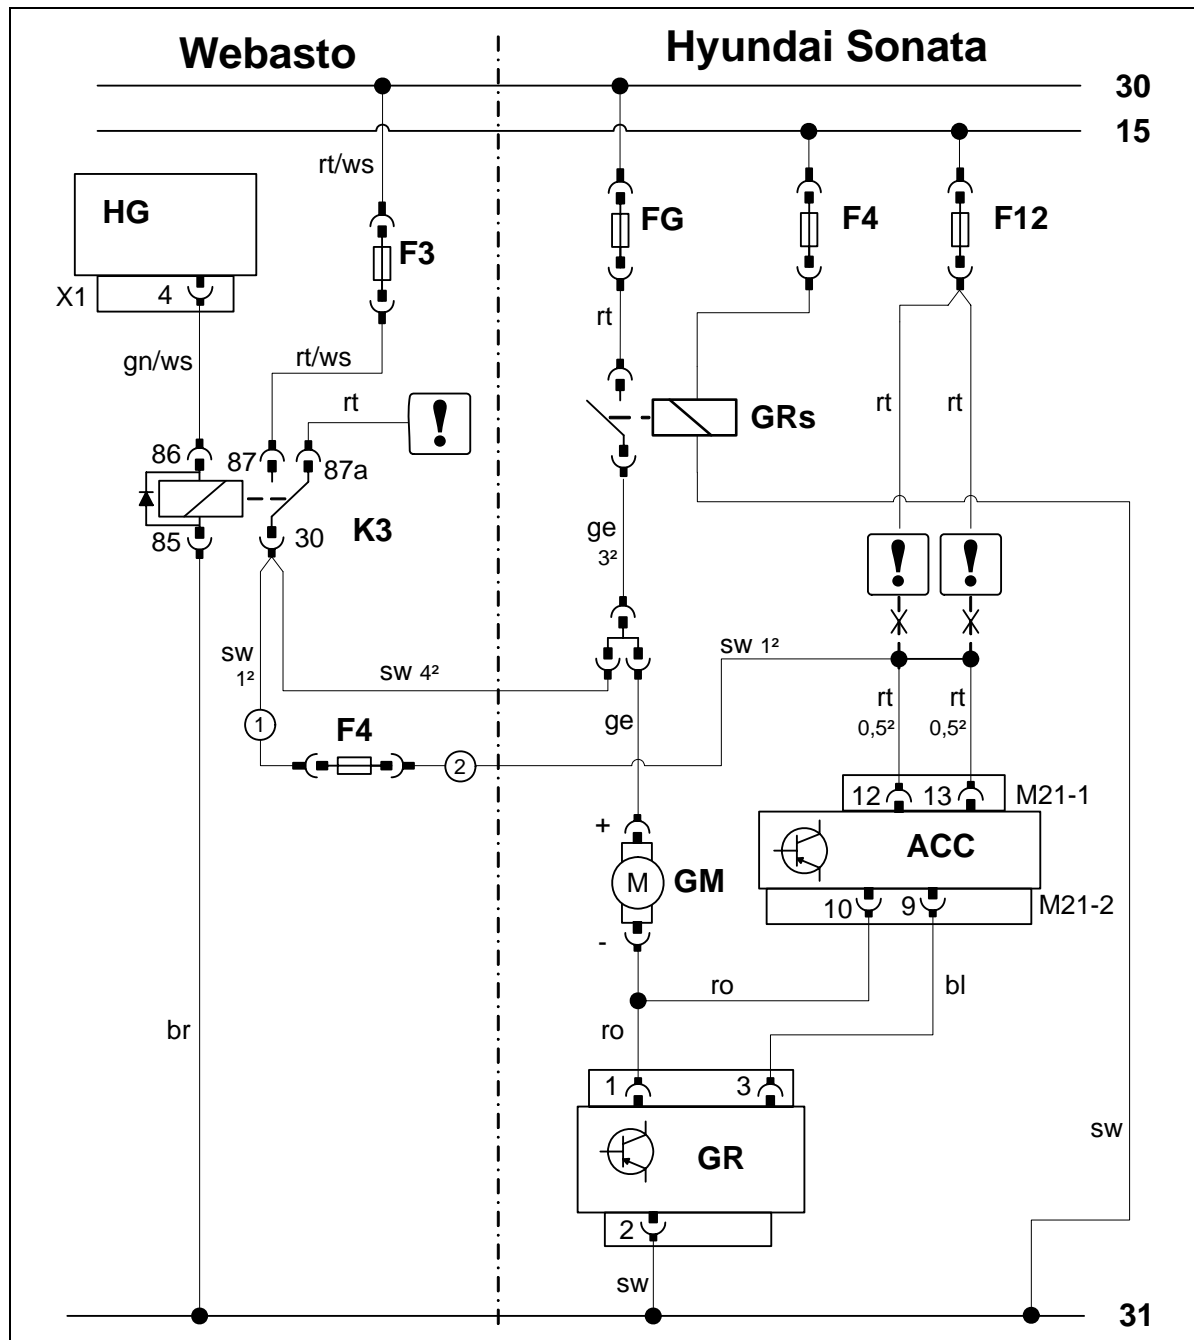 Webasto
Hyundai Sonata
30
15
rt/ws
HG
F3
FG
F4
F12
X1
4
rt
gn/ws
rt/ws
rt
!
GRs
rt
rt
86
87
87a
ge
3²
K3
85
30
!
!
sw
1²
sw 4²
sw 1²
rt
0,5²
rt
0,5²
1
F4
ge
2
12
13
M21-1
+
ACC
M
GM
10
9
M21-2
-
ro
bl
br
ro
1
3
GR
sw
2
sw
31